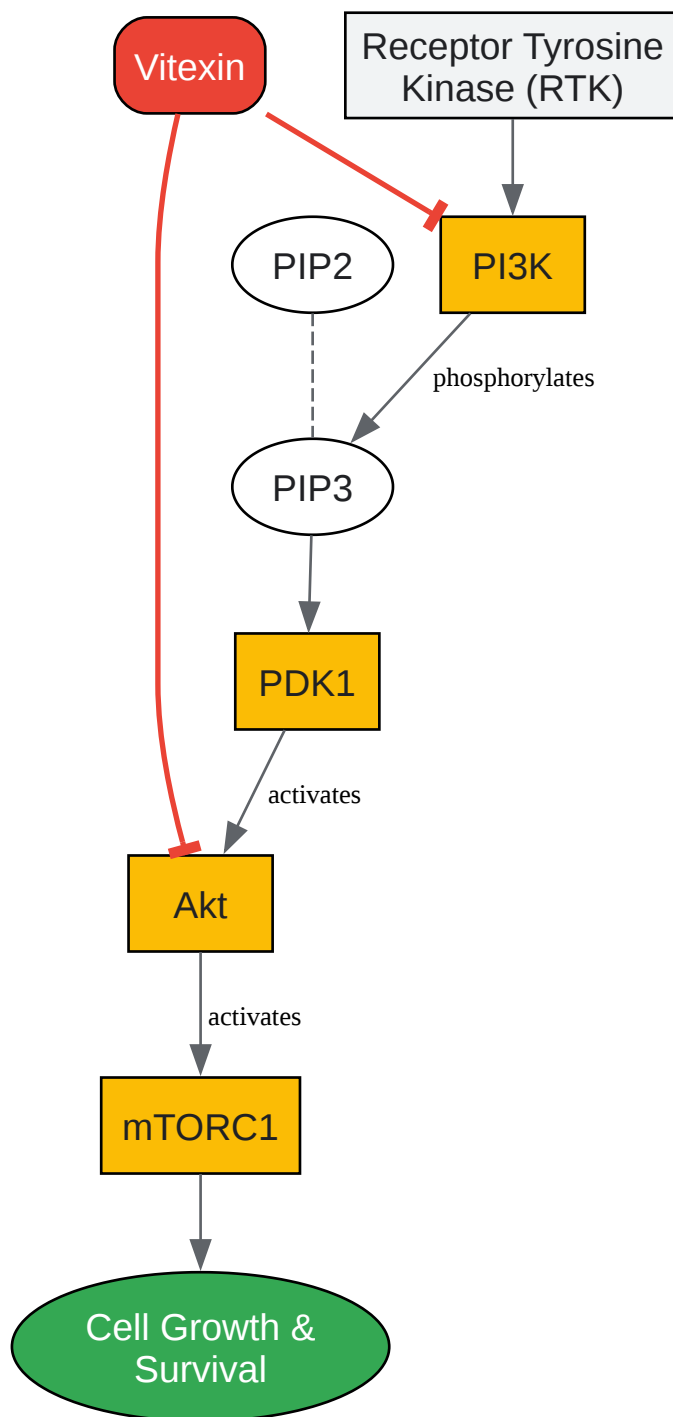 Vitexin
Receptor Tyrosine
Kinase (RTK)
PIP2
PI3K
phosphorylates
PIP3
PDK1
activates
Akt
activates
mTORC1
Cell Growth &
Survival